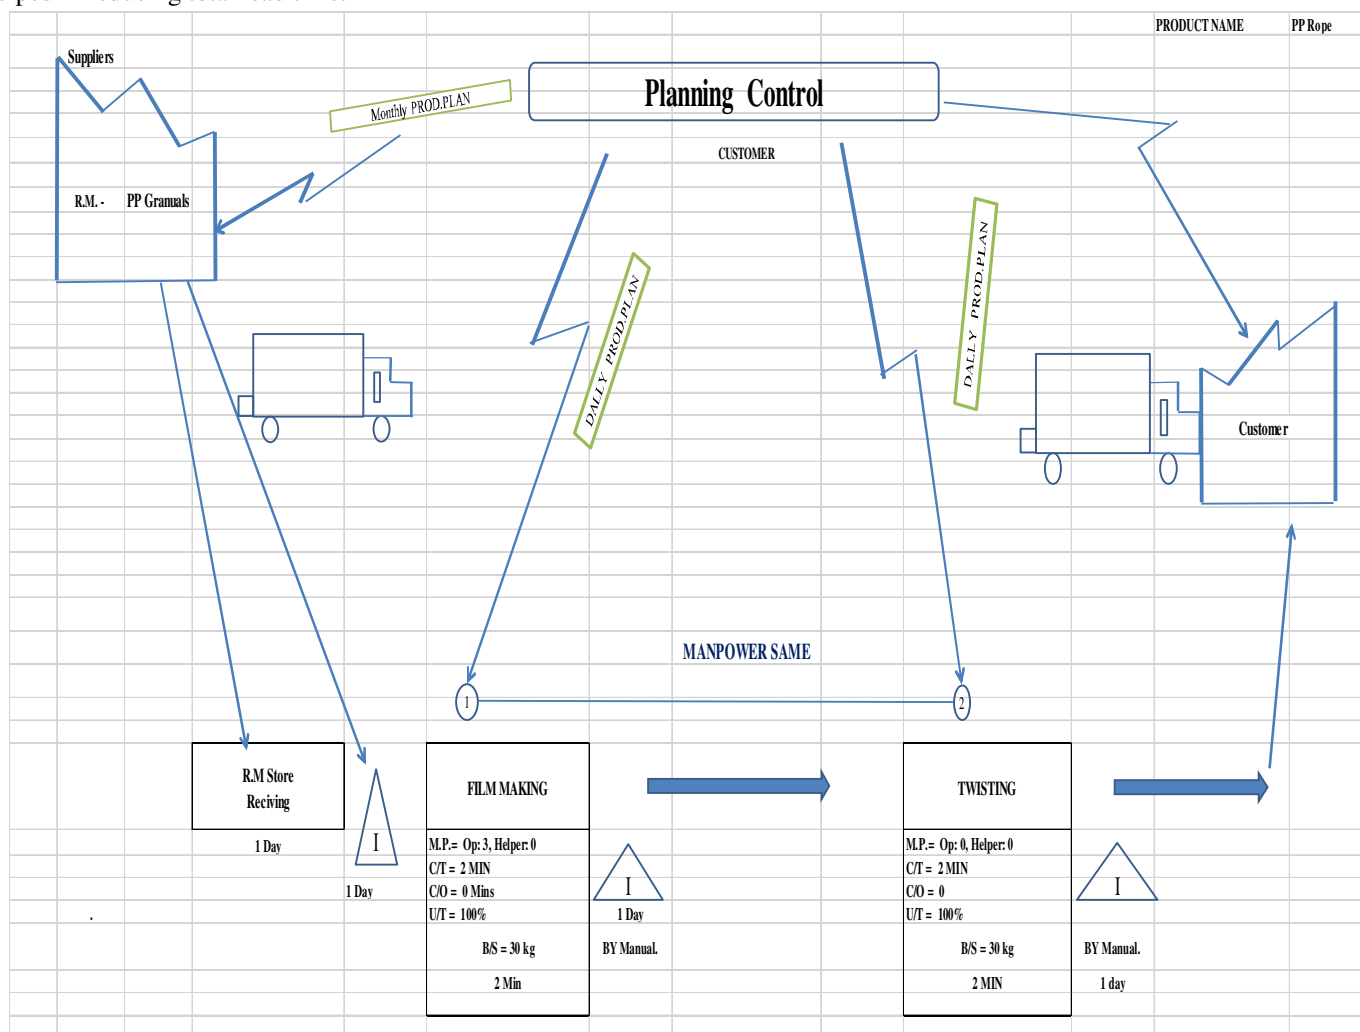 PRODUCT NAME PP Rope
Suppliers
Monthly PROD.PLAN
Planning Control
CUSTOMER
R.M. - PP Granuals
DALLY PROD.PLAN
DALLY PROD.PLAN
Customer
MANPOWER SAME
1
2
R.M Store
Reciving
1 Day
I
1 Day
FILM MAKING
M.P.= Op: 3, Helper: 0
C/T = 2 MIN
C/O = 0 Mins
U/T = 100%
B/S = 30 kg
2 Min
I
1 Day
BY Manual.
TWISTING
M.P.= Op: 0, Helper: 0
C/T = 2 MIN
C/O = 0
U/T = 100%
B/S = 30 kg
2 MIN
I
BY Manual.
1 day